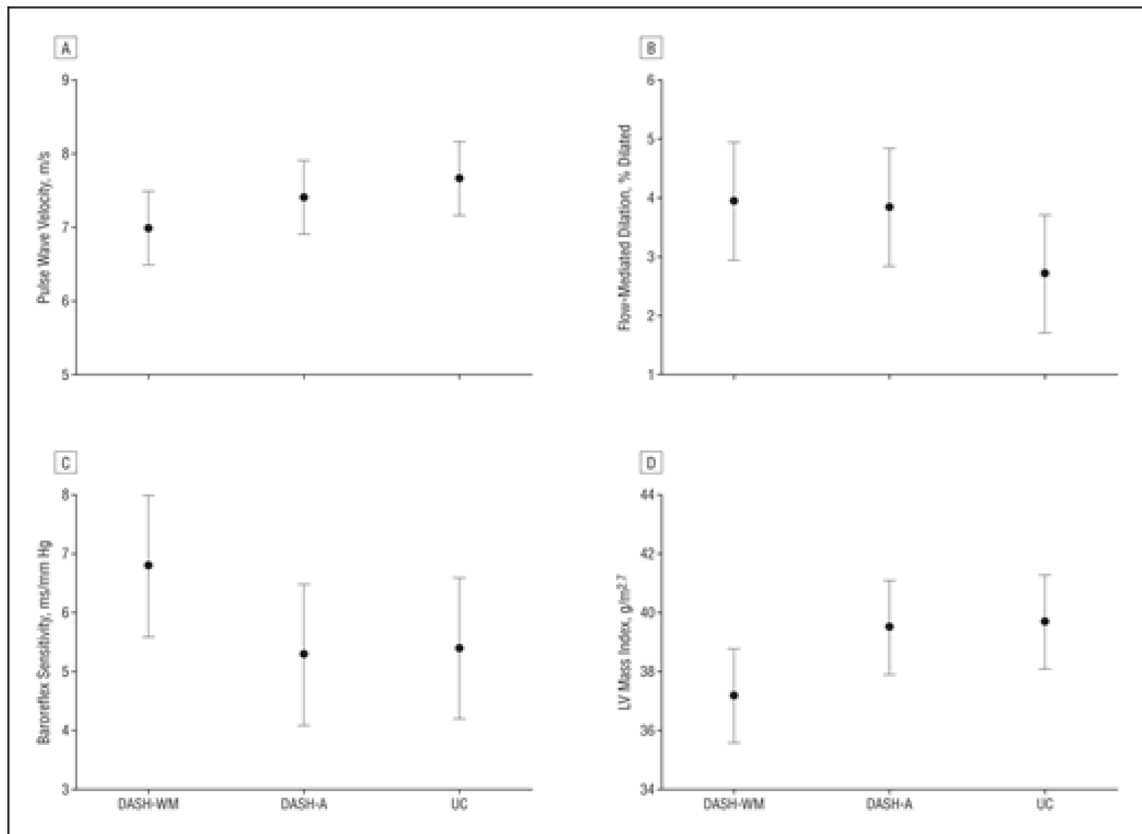 A
Pulse Wave Velocity, m/s
9
8
7
6
5
B
Flow-Mediated Dilation, % Dilated
6
5
4
3
2
1
C
Baroreflex Sensitivity, ms/mm Hg
8
7
6
5
4
3
DASH-WM DASH-A UC
D
LV Mass Index, g/m2.7
44
42
40
38
36
34
DASH-WM DASH-A UC